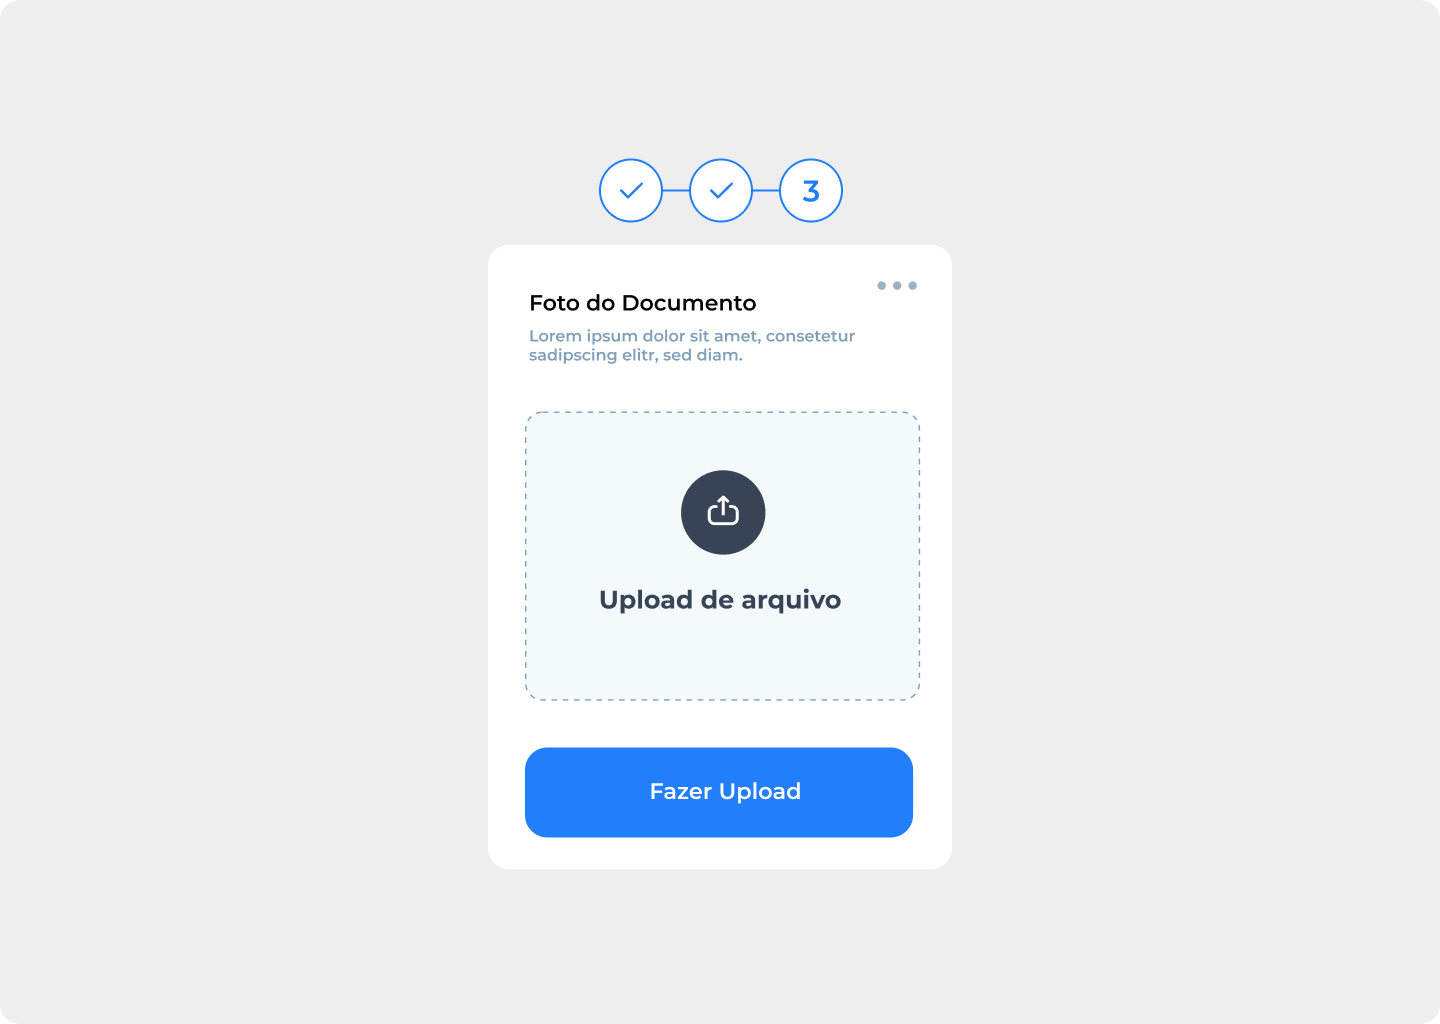 3
Foto do Documento
Lorem ipsum dolor sit amet, consetetur
sadipscing elitr, sed diam.
Upload de arquivo
Fazer Upload